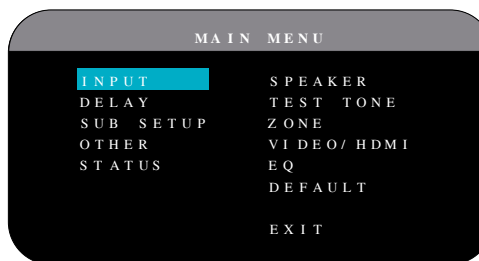 MAIN MENU
INPUT
DELAY
SUB SETUP
OTHER
STATUS
SPEAKER
TEST TONE
ZONE
VIDEO/HDMI
EQ
DEFAULT
EXIT